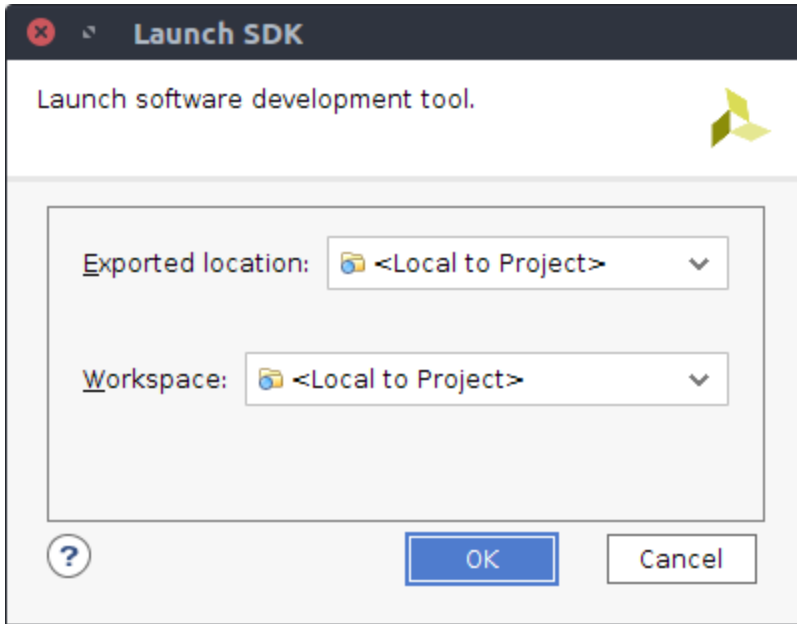 Launch SDK
Launch software development tool.
Exported location: <Local to Project>
Workspace: <Local to Project>
? OK Cancel